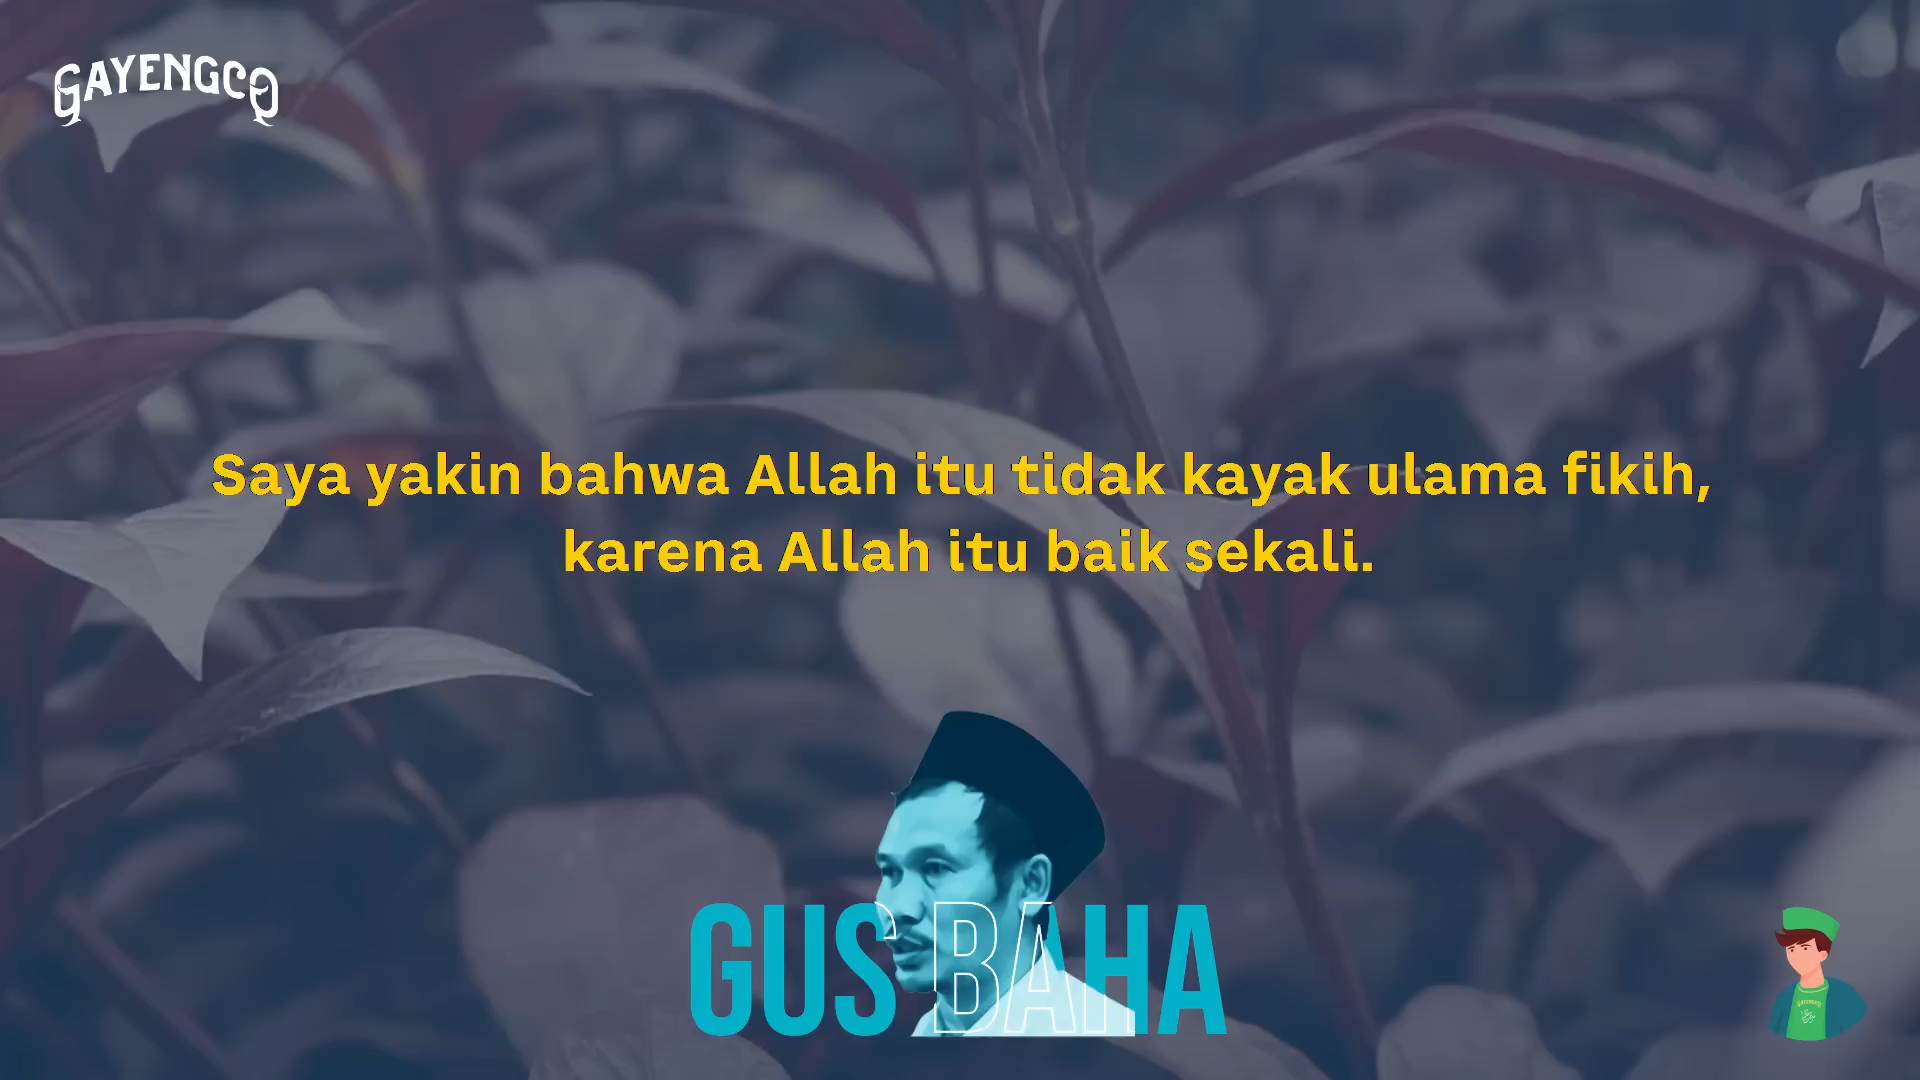 GAYENGCO
Saya yakin bahwa Allah itu tidak kayak ulama fikih,
karena Allah itu baik sekali.
GUS BAHA